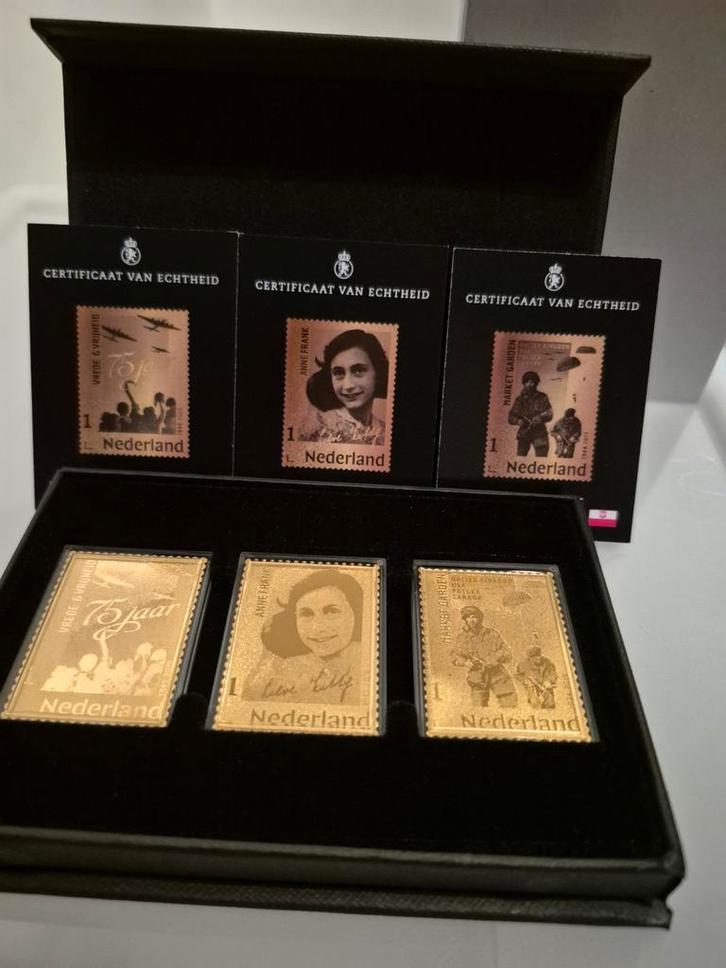 CERTIFICAAT VAN ECHTHEID
VREDE & VRIJHEID
75 jaar
1
Nederland
CERTIFICAAT VAN ECHTHEID
ANNE FRANK
1
Nederland
CERTIFICAAT VAN ECHTHEID
MARKET GARDEN
UNITED KINGDOM
1
Nederland
VREDE & VRIJHEID
75 jaar
Nederland
ANNE FRANK
1
Nederland
MARKET GARDEN
UNITED KINGDOM
USA
POLSKA
CANADA
1
Nederland